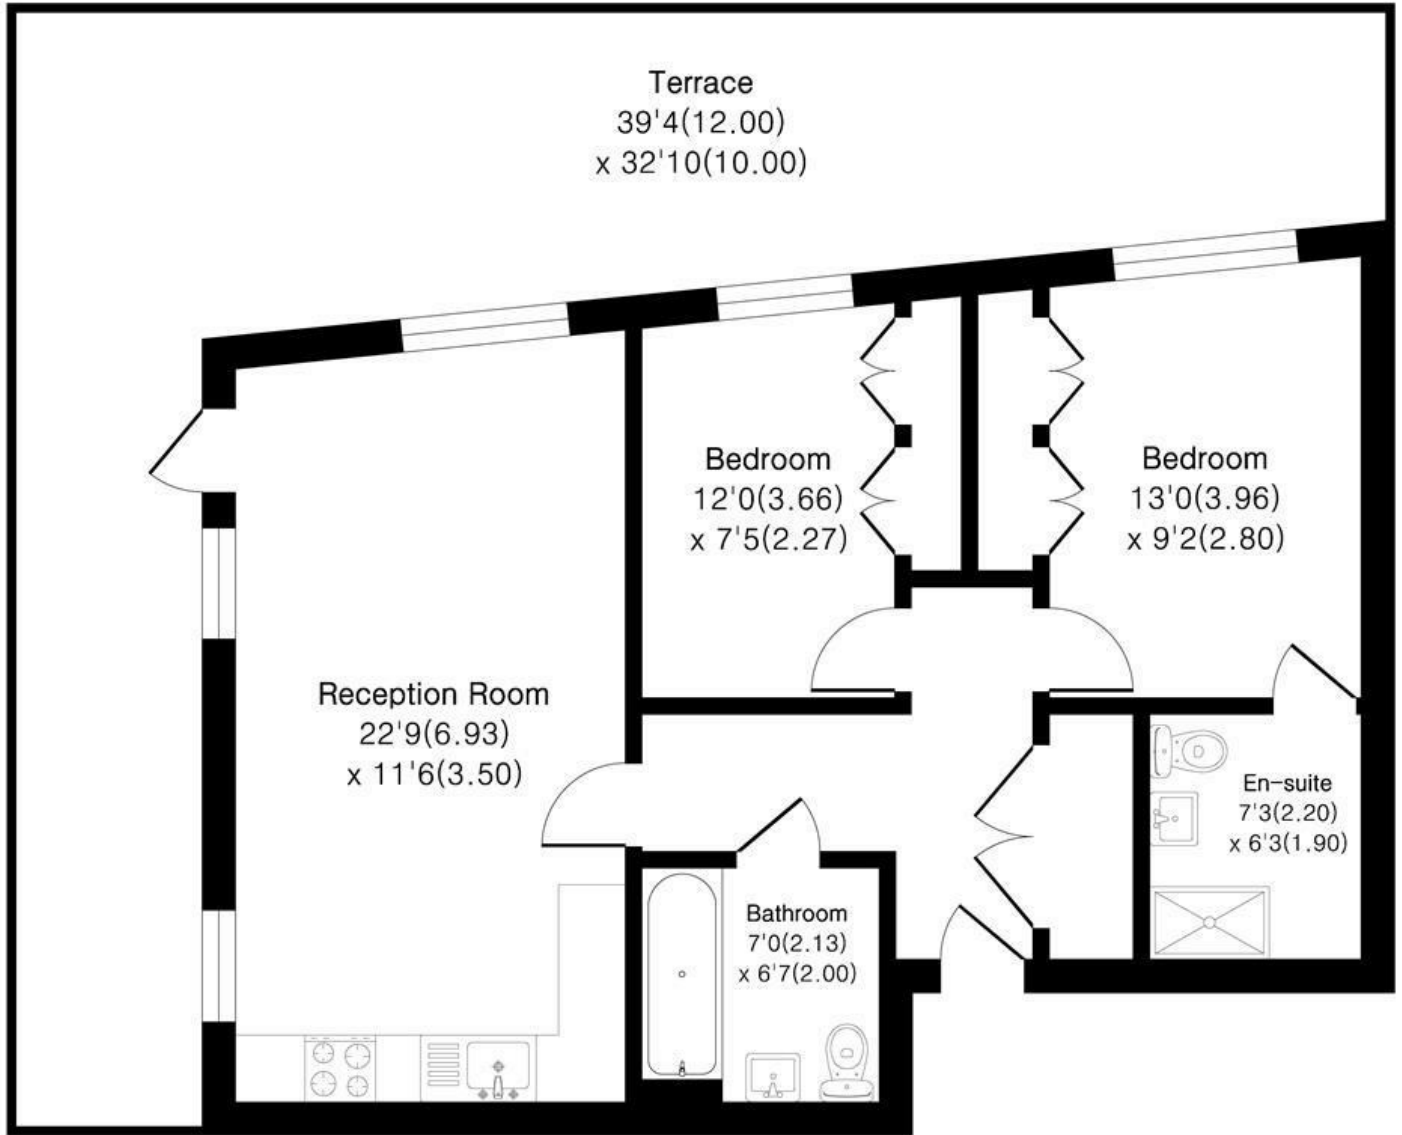 Terrace
39'4(12.00)
x 32'10(10.00)
Bedroom
12'0(3.66)
x 7'5(2.27)
Bedroom
13'0(3.96)
x 9'2(2.80)
Reception Room
22'9(6.93)
x 11'6(3.50)
En-suite
7'3(2.20)
x 6'3(1.90)
Bathroom
7'0(2.13)
x 6'7(2.00)